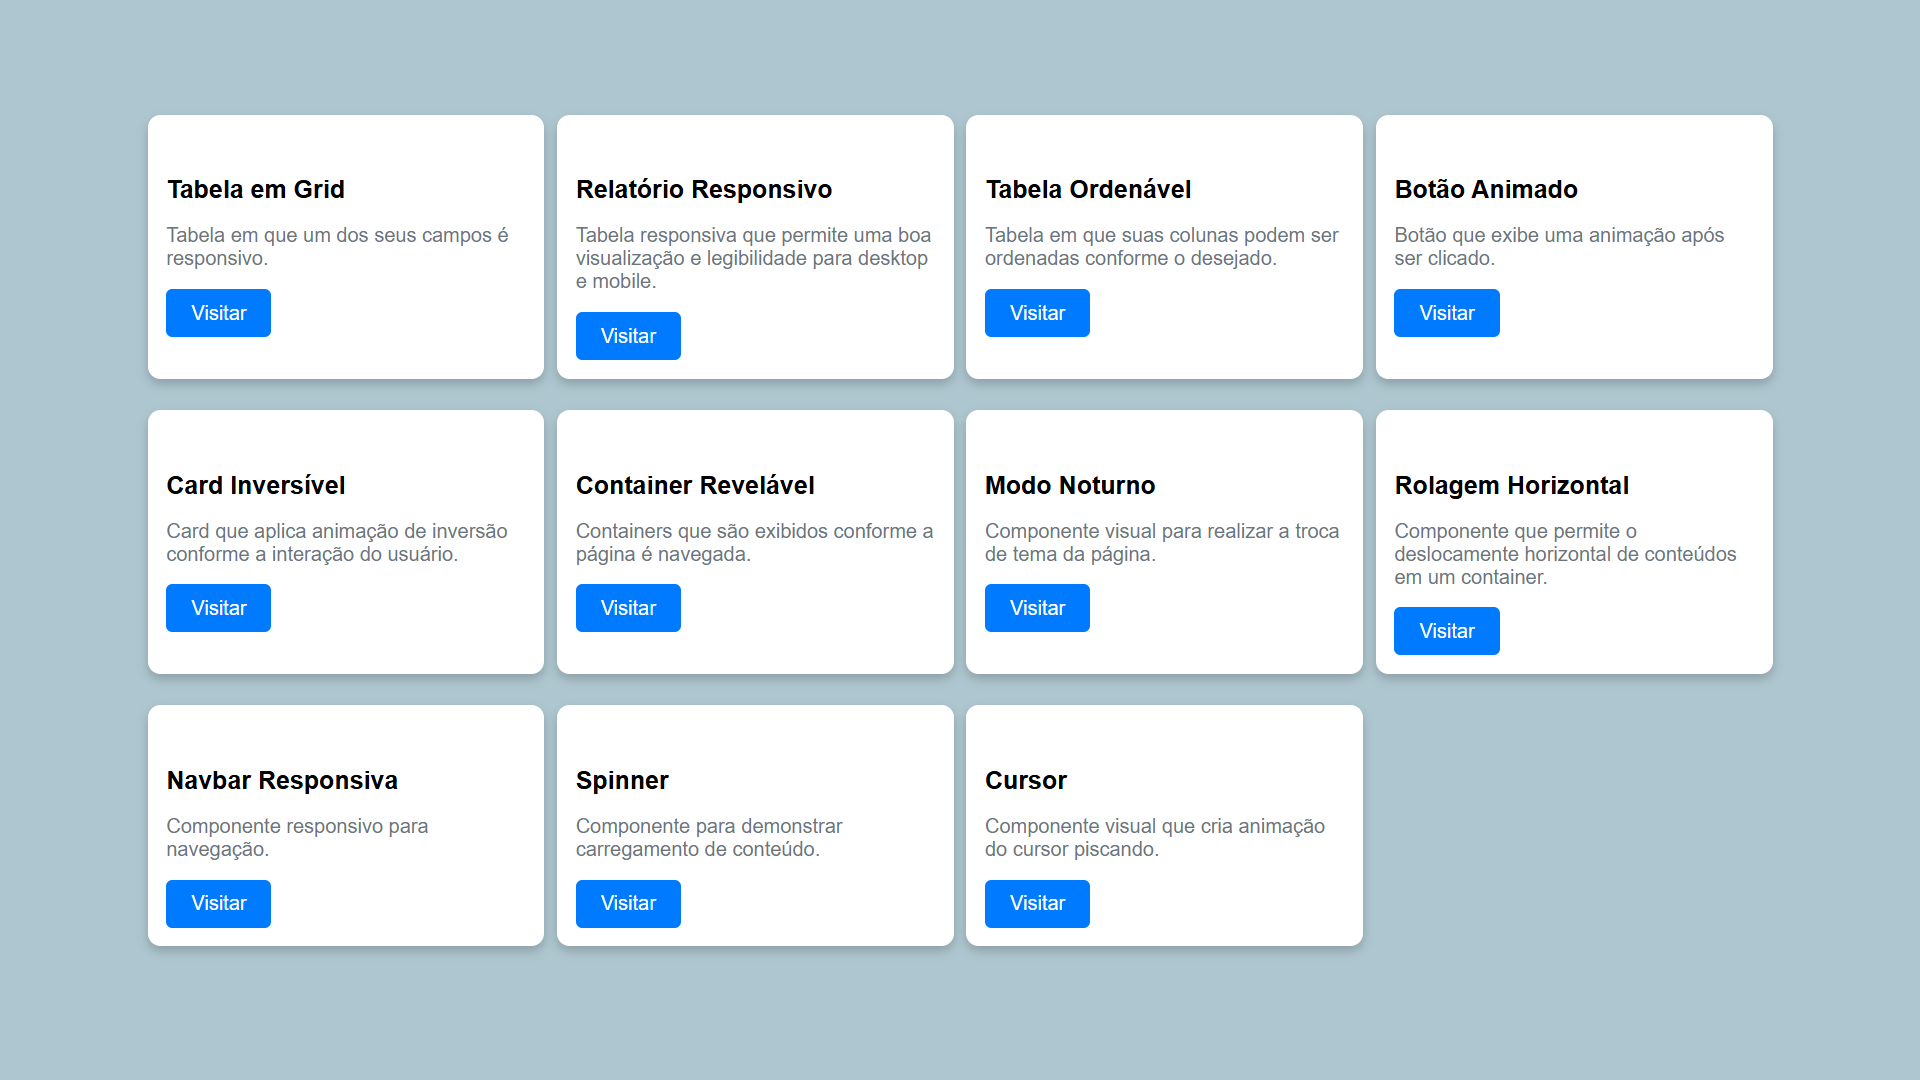 Tabela em Grid
Tabela em que um dos seus campos é
responsivo.
Visitar
Relatório Responsivo
Tabela responsiva que permite uma boa
visualização e legibilidade para desktop
e mobile.
Visitar
Tabela Ordenável
Tabela em que suas colunas podem ser
ordenadas conforme o desejado.
Visitar
Botão Animado
Botão que exibe uma animação após
ser clicado.
Visitar
Card Inversível
Card que aplica animação de inversão
conforme a interação do usuário.
Visitar
Container Revelável
Containers que são exibidos conforme a
página é navegada.
Visitar
Modo Noturno
Componente visual para realizar a troca
de tema da página.
Visitar
Rolagem Horizontal
Componente que permite o
deslocamente horizontal de conteúdos
em um container.
Visitar
Navbar Responsiva
Componente responsivo para
navegação.
Visitar
Spinner
Componente para demonstrar
carregamento de conteúdo.
Visitar
Cursor
Componente visual que cria animação
do cursor piscando.
Visitar